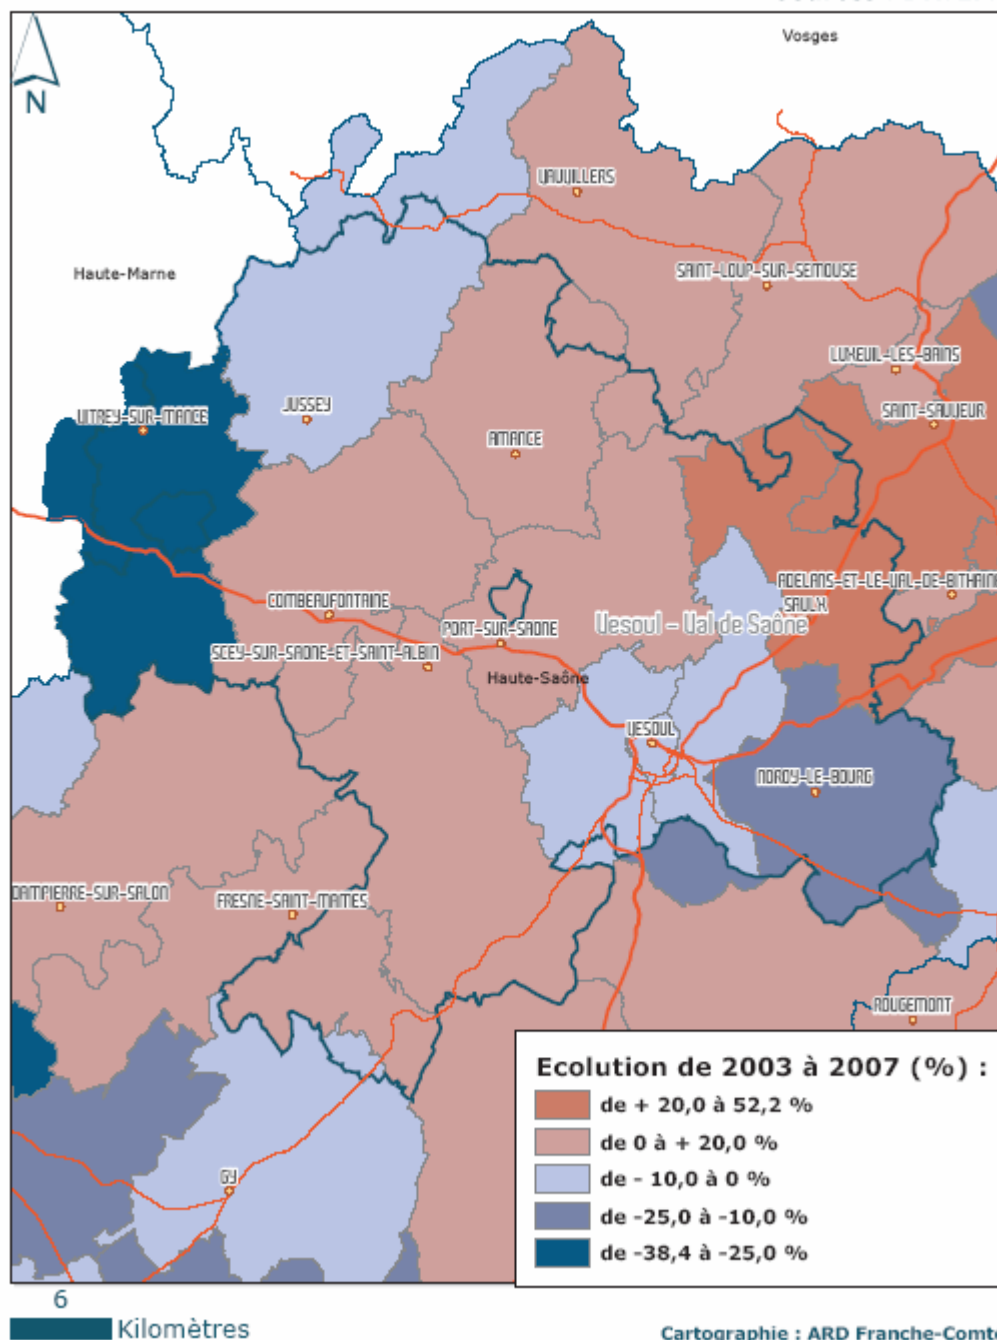 Vosges
N
VAUVILLERS
Haute-Marne
SAINT-LOUP-SUR-SEMOUSE
LUXEUIL-LES-BAINS
VITREY-SUR-MANCE
JUSSEY
SAINT-SAUVEUR
AMANCE
ADELANS-ET-LE-VAL-DE-BITHAINE
COMBEAUFONTAINE
SAULX
Vesoul - Val de Saône
PORT-SUR-SAONE
SCEY-SUR-SAONE-ET-SAINT-ALBIN
Haute-Saône
VESOUL
NOROY-LE-BOURG
DAMPIERRE-SUR-SALON
FRESNE-SAINT-MAMES
ROUGEMONT
Ecolution de 2003 à 2007 (%) :
de + 20,0 à 52,2 %
de 0 à + 20,0 %
de - 10,0 à 0 %
de -25,0 à -10,0 %
de -38,4 à -25,0 %
GY
6
Kilomètres
Cartographie : ARD Franche-Comté